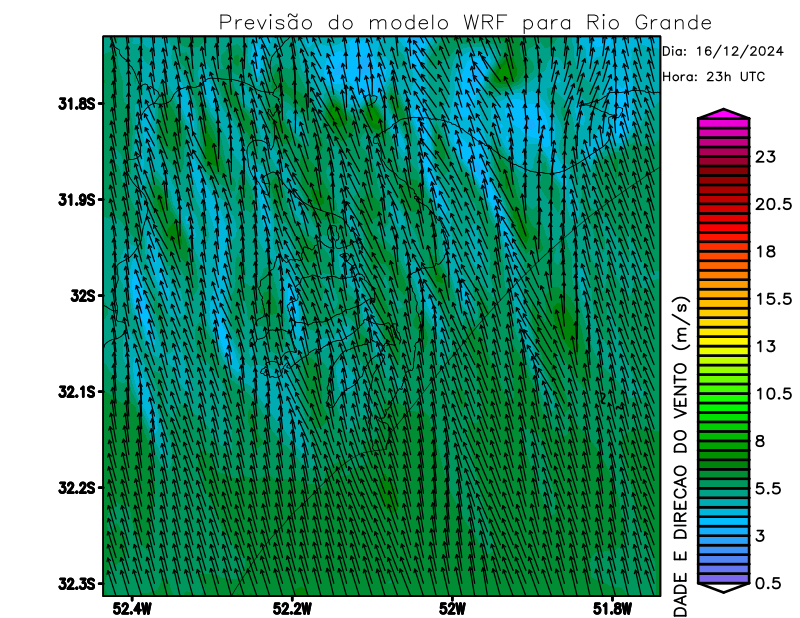 Previsão do modelo WRF para Rio Grande
Dia: 16/12/2024
Hora: 23h UTC
31.8S
31.9S
32S
32.1S
32.2S
32.3S
52.4W
52.2W
52W
51.8W
23
20.5
18
15.5
13
10.5
8
5.5
3
0.5
DADE E DIRECAO DO VENTO (m/s)